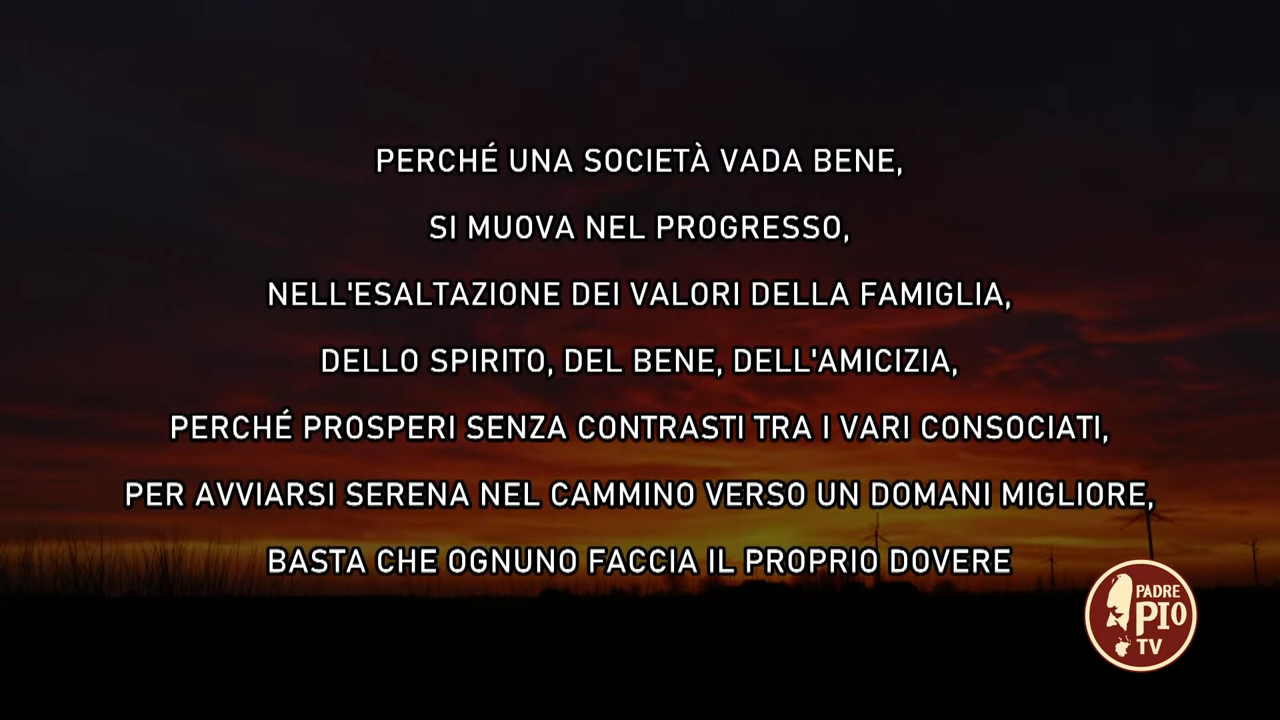 PERCHÉ UNA SOCIETÀ VADA BENE,
SI MUOVA NEL PROGRESSO,
NELL'ESALTAZIONE DEI VALORI DELLA FAMIGLIA,
DELLO SPIRITO, DEL BENE, DELL'AMICIZIA,
PERCHÉ PROSPERI SENZA CONTRASTI TRA I VARI CONSOCIATI,
PER AVVIARSI SERENA NEL CAMMINO VERSO UN DOMANI MIGLIORE,
BASTA CHE OGNUNO FACCIA IL PROPRIO DOVERE
PADRE
PIO
TV